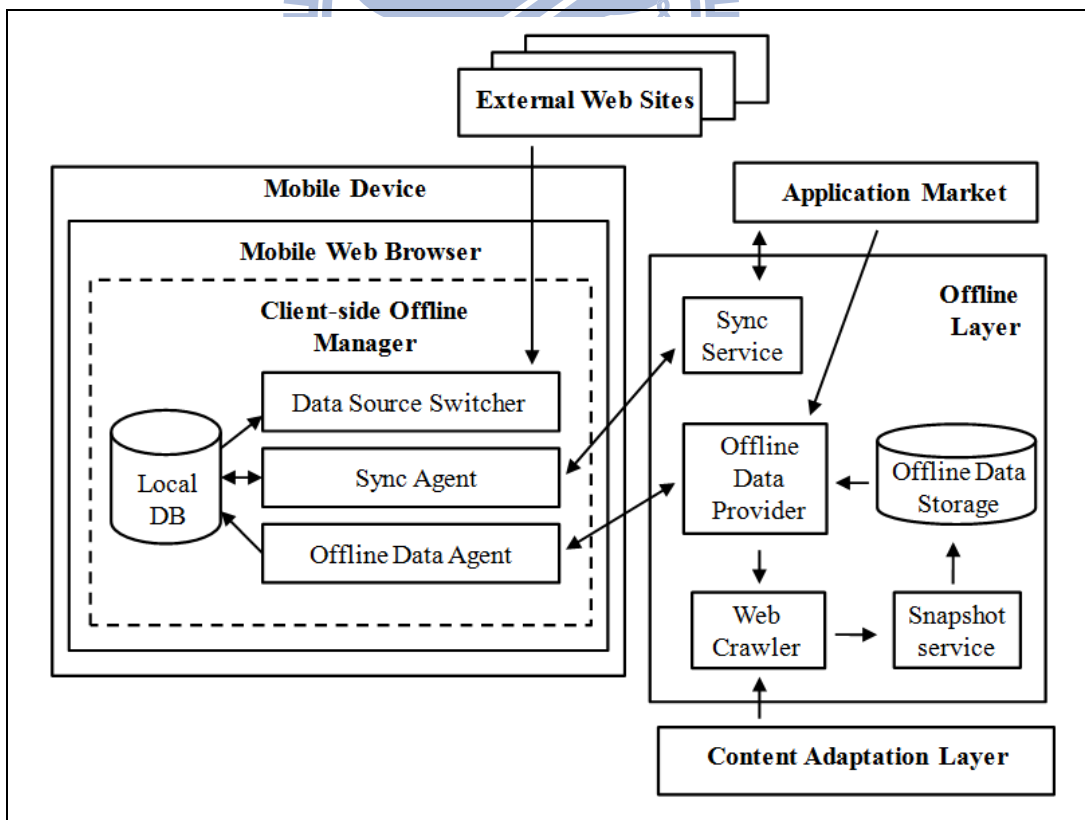 External Web Sites
Mobile Device
Mobile Web Browser
Client-side Offline
Manager
Data Source Switcher
Sync Agent
Offline Data Agent
Local
DB
Application Market
Offline
Layer
Sync
Service
Offline
Data
Provider
Offline Data
Storage
Web
Crawler
Snapshot
service
Content Adaptation Layer